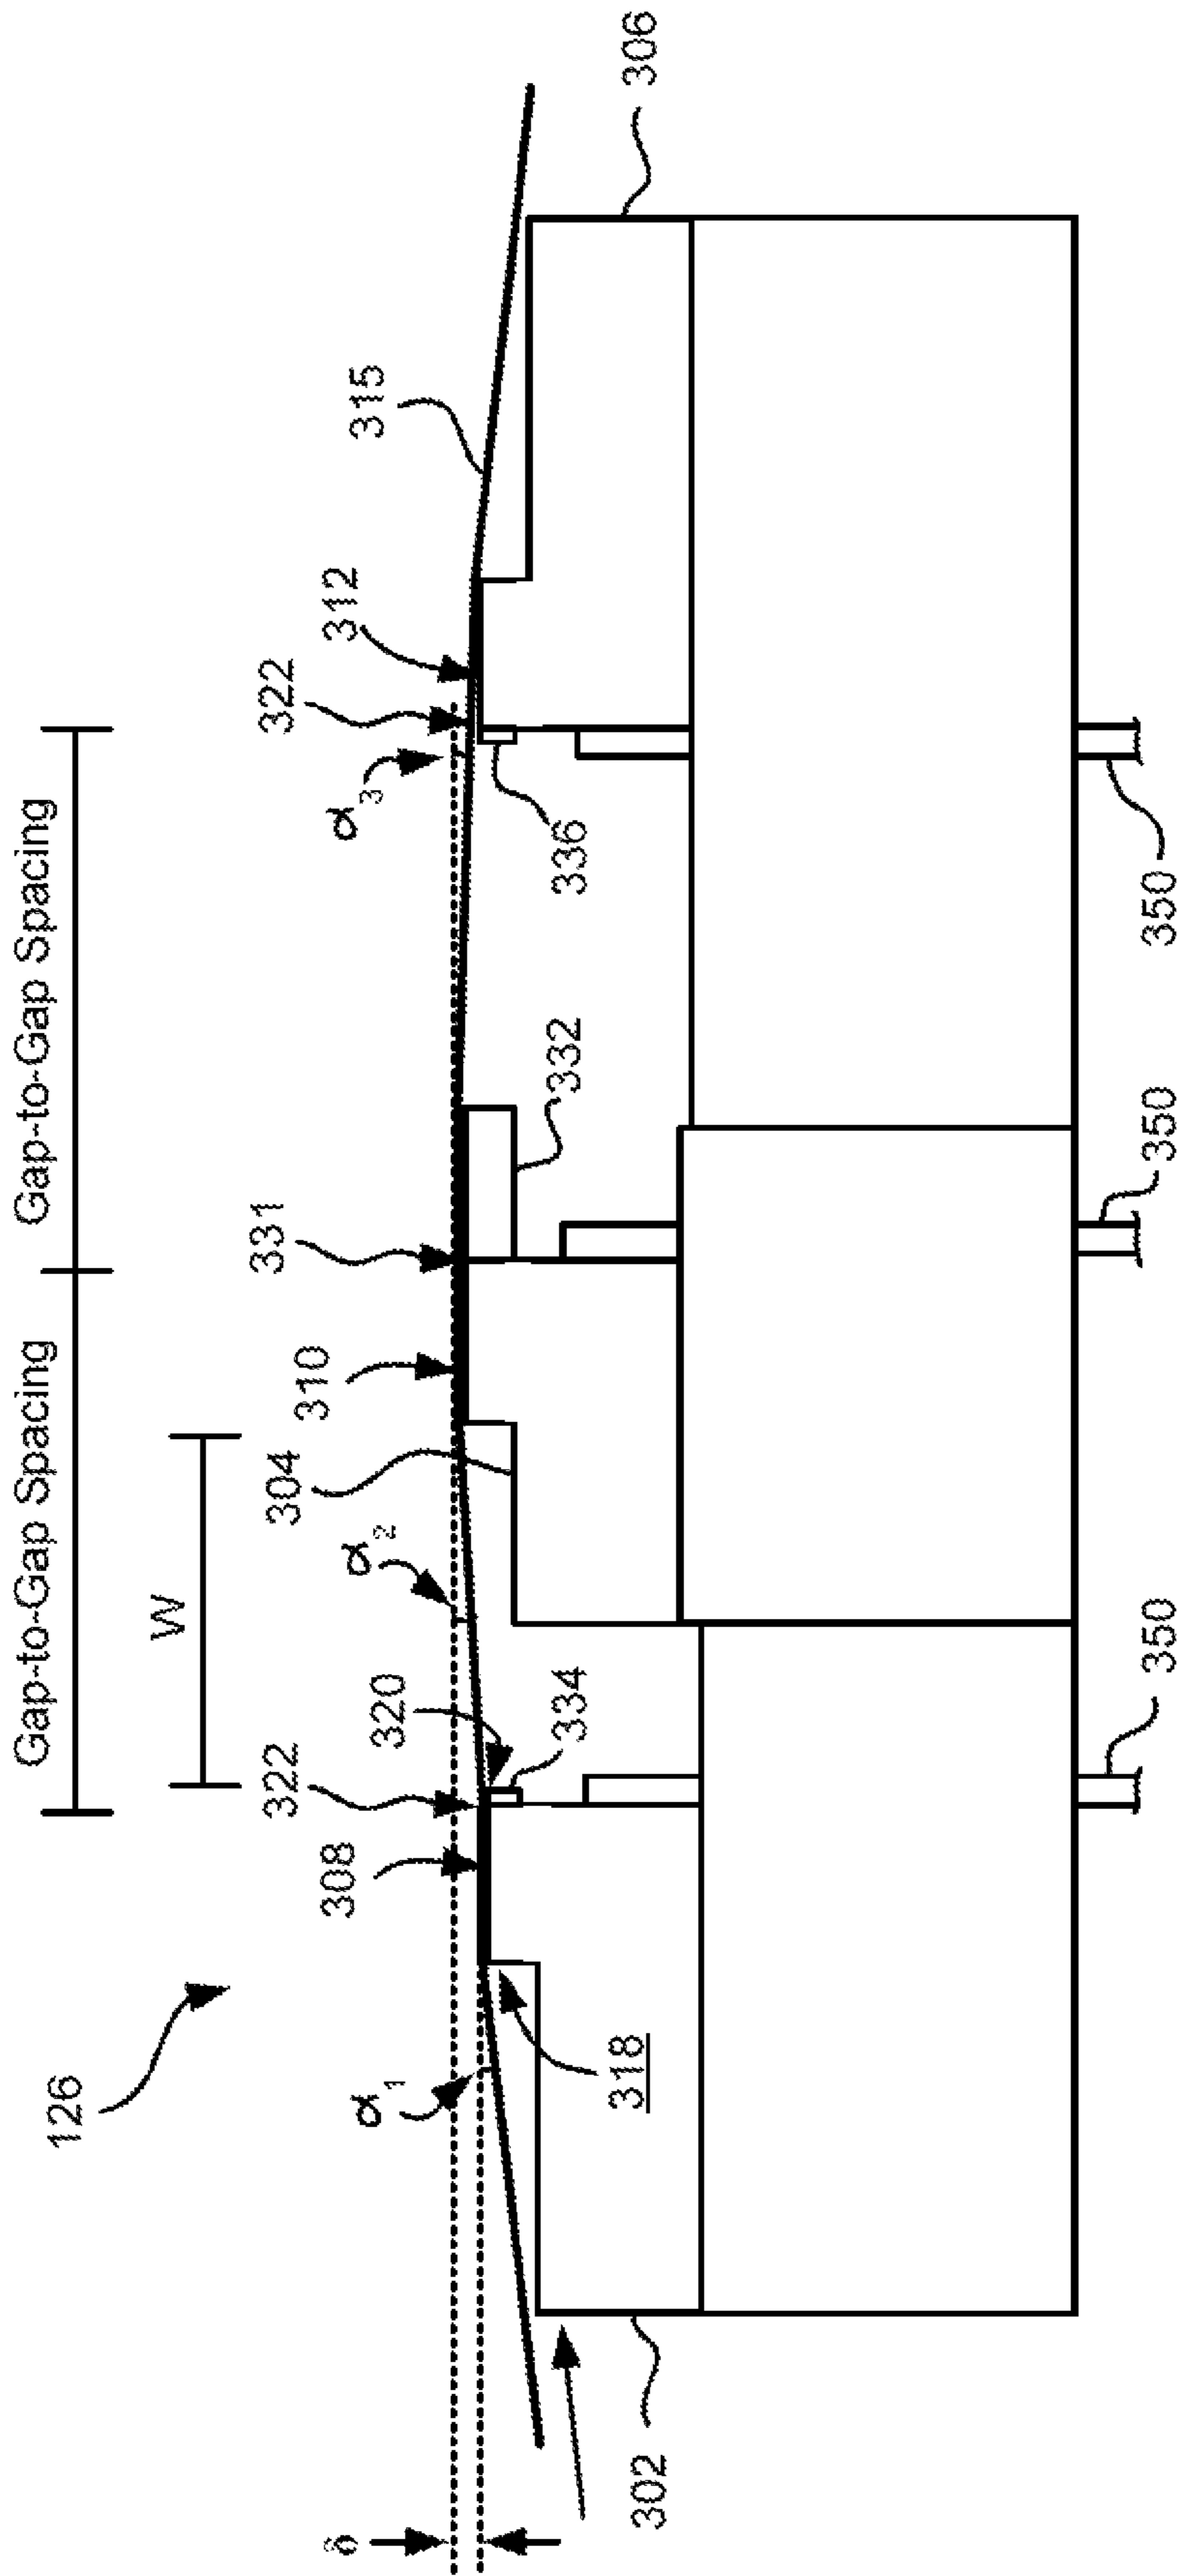 Gap-to-Gap Spacing
Gap-to-Gap Spacing
W
126
322
308
320
334
α2
304
310
331
332
α3
322
312
336
315
306
δ
α1
318
302
350
350
350